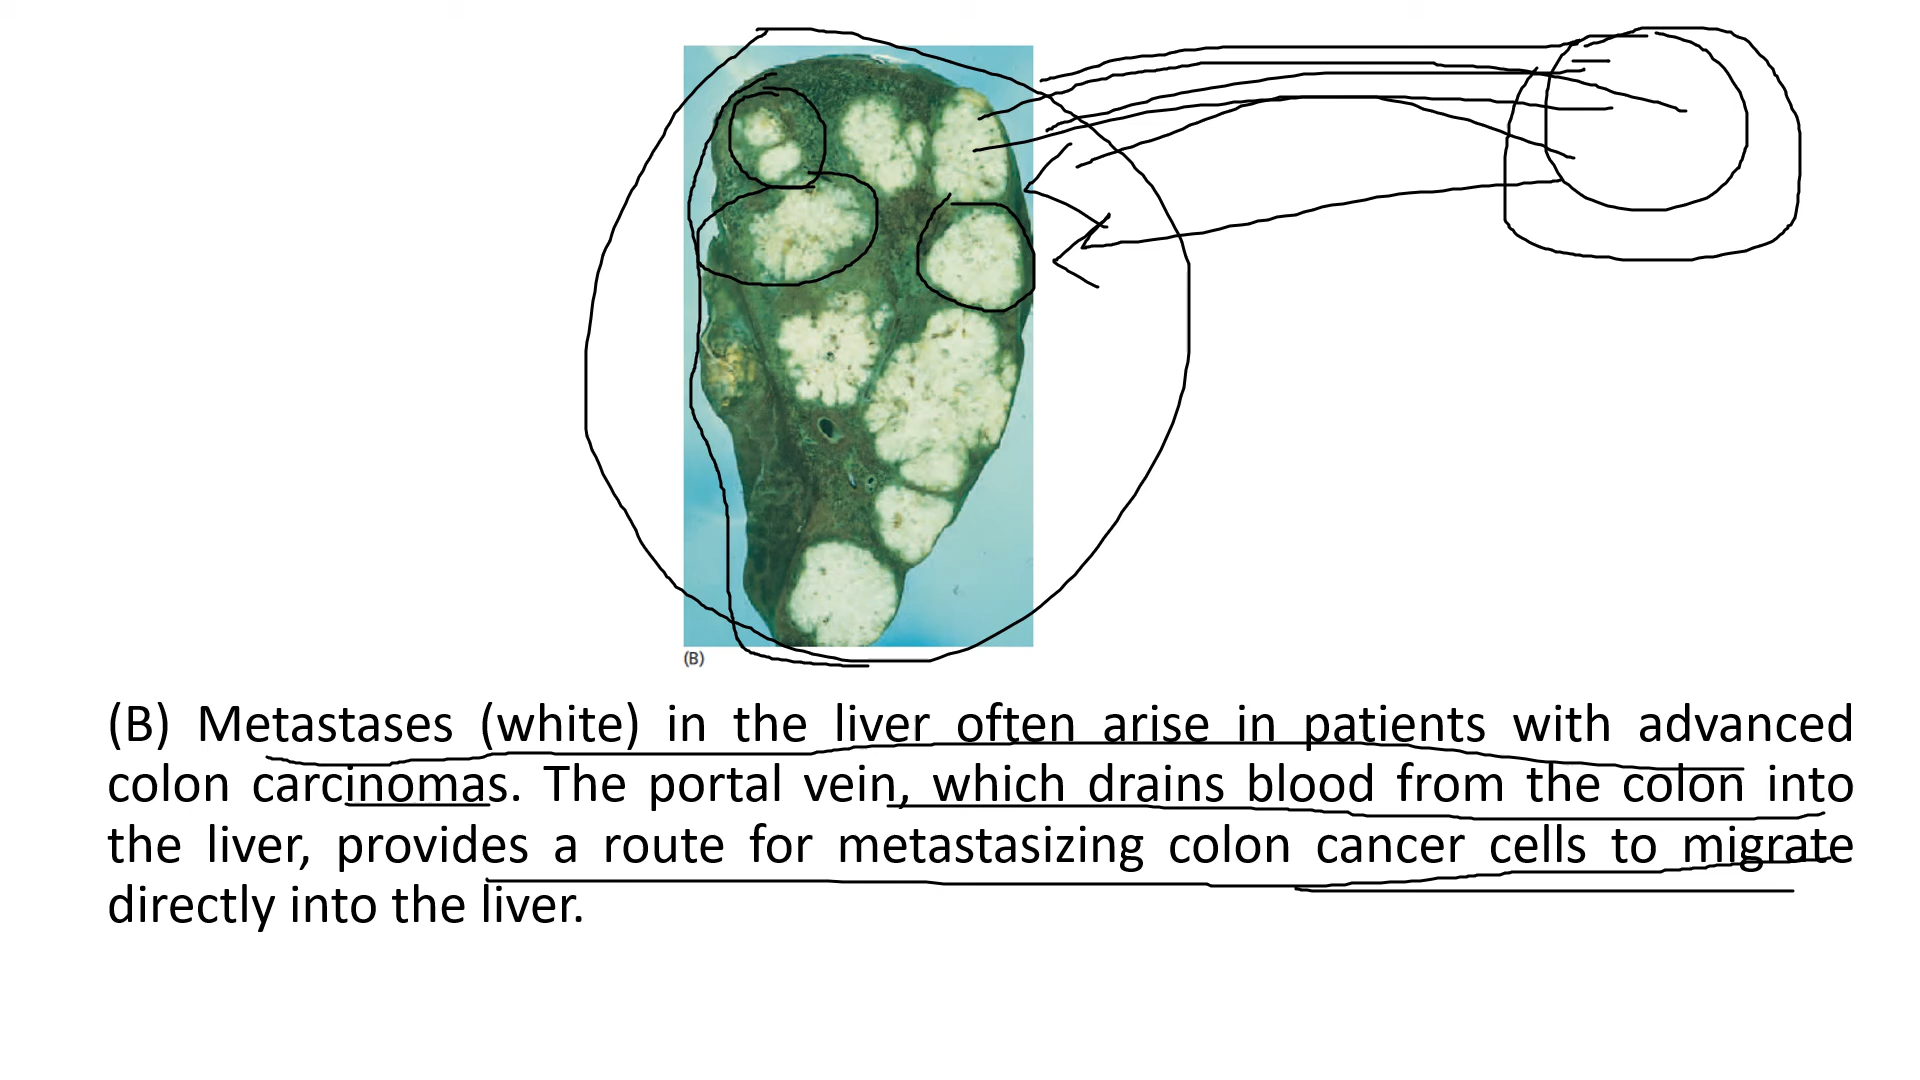 (B)
(B) Metastases (white) in the liver often arise in patients with advanced
colon carcinomas. The portal vein, which drains blood from the colon into
the liver, provides a route for metastasizing colon cancer cells to migrate
directly into the liver.